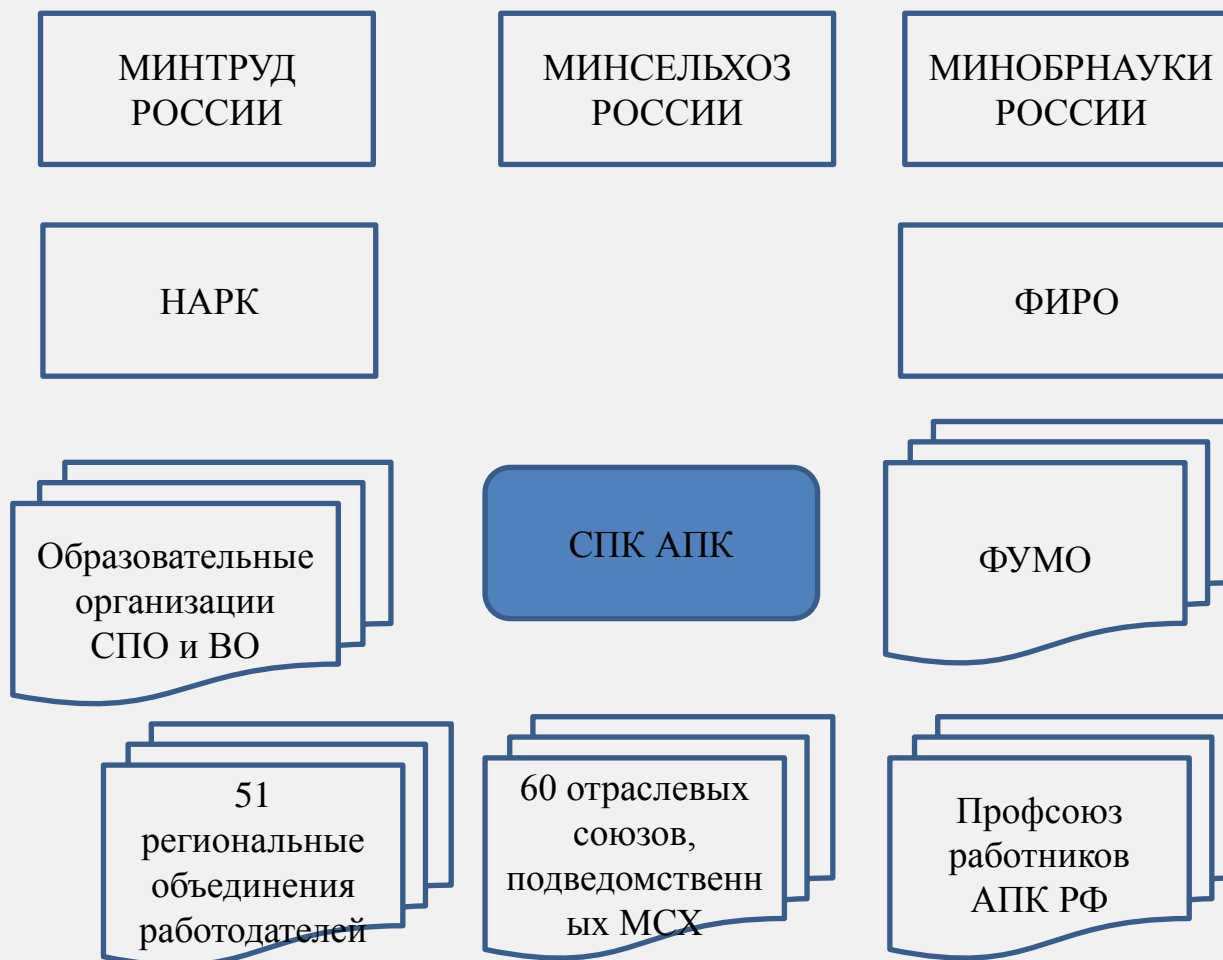 МИНТРУД
РОССИИ
МИНСЕЛЬХОЗ
РОССИИ
МИНОБРНАУКИ
РОССИИ
НАРК
ФИРО
Образовательные
организации
СПО и ВО
СПК АПК
ФУМО
51
региональные
объединения
работодателей
60 отраслевых
союзов,
подведомственн
ых МСХ
Профсоюз
работников
АПК РФ